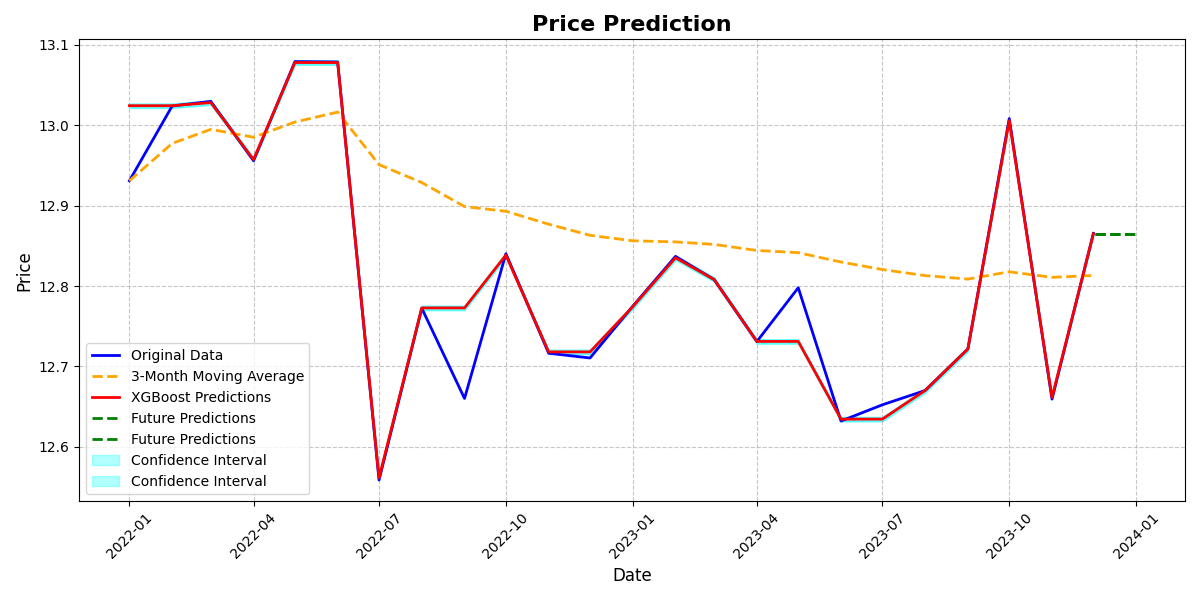 Price Prediction
13.1
13.0
12.9
12.8
12.7
12.6
Price
Original Data
3-Month Moving Average
XGBoost Predictions
Future Predictions
Future Predictions
Confidence Interval
Confidence Interval
2022-01
2022-04
2022-07
2022-10
2023-01
2023-04
2023-07
2023-10
2024-01
Date